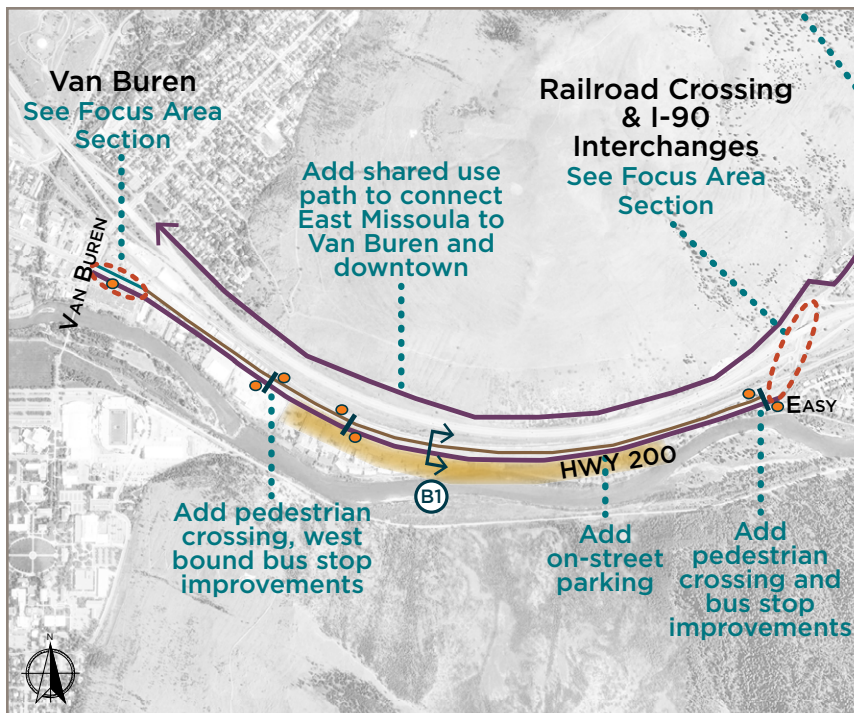 Van Buren
See Focus Area
Section
Railroad Crossing
& I-90
Interchanges
See Focus Area
Section
Add shared use
path to connect
East Missoula to
Van Buren and
downtown
VAN BUREN
EASY
HWY 200
B1
Add pedestrian
crossing, west
bound bus stop
improvements
Add
on-street
parking
Add
pedestrian
crossing and
bus stop
improvements
N